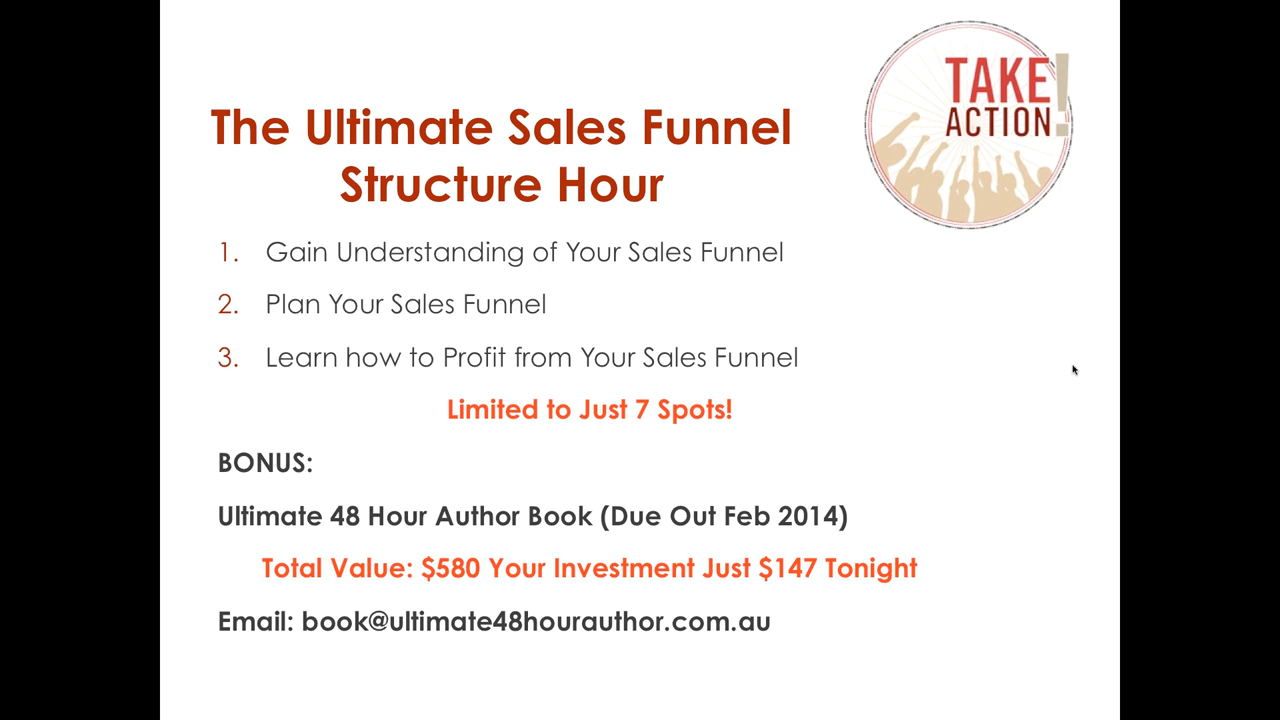 TAKE!
ACTION!
The Ultimate Sales Funnel
Structure Hour
1. Gain Understanding of Your Sales Funnel
2. Plan Your Sales Funnel
3. Learn how to Profit from Your Sales Funnel
Limited to Just 7 Spots!
BONUS:
Ultimate 48 Hour Author Book (Due Out Feb 2014)
Total Value: $580 Your Investment Just $147 Tonight
Email: book@ultimate48hourauthor.com.au